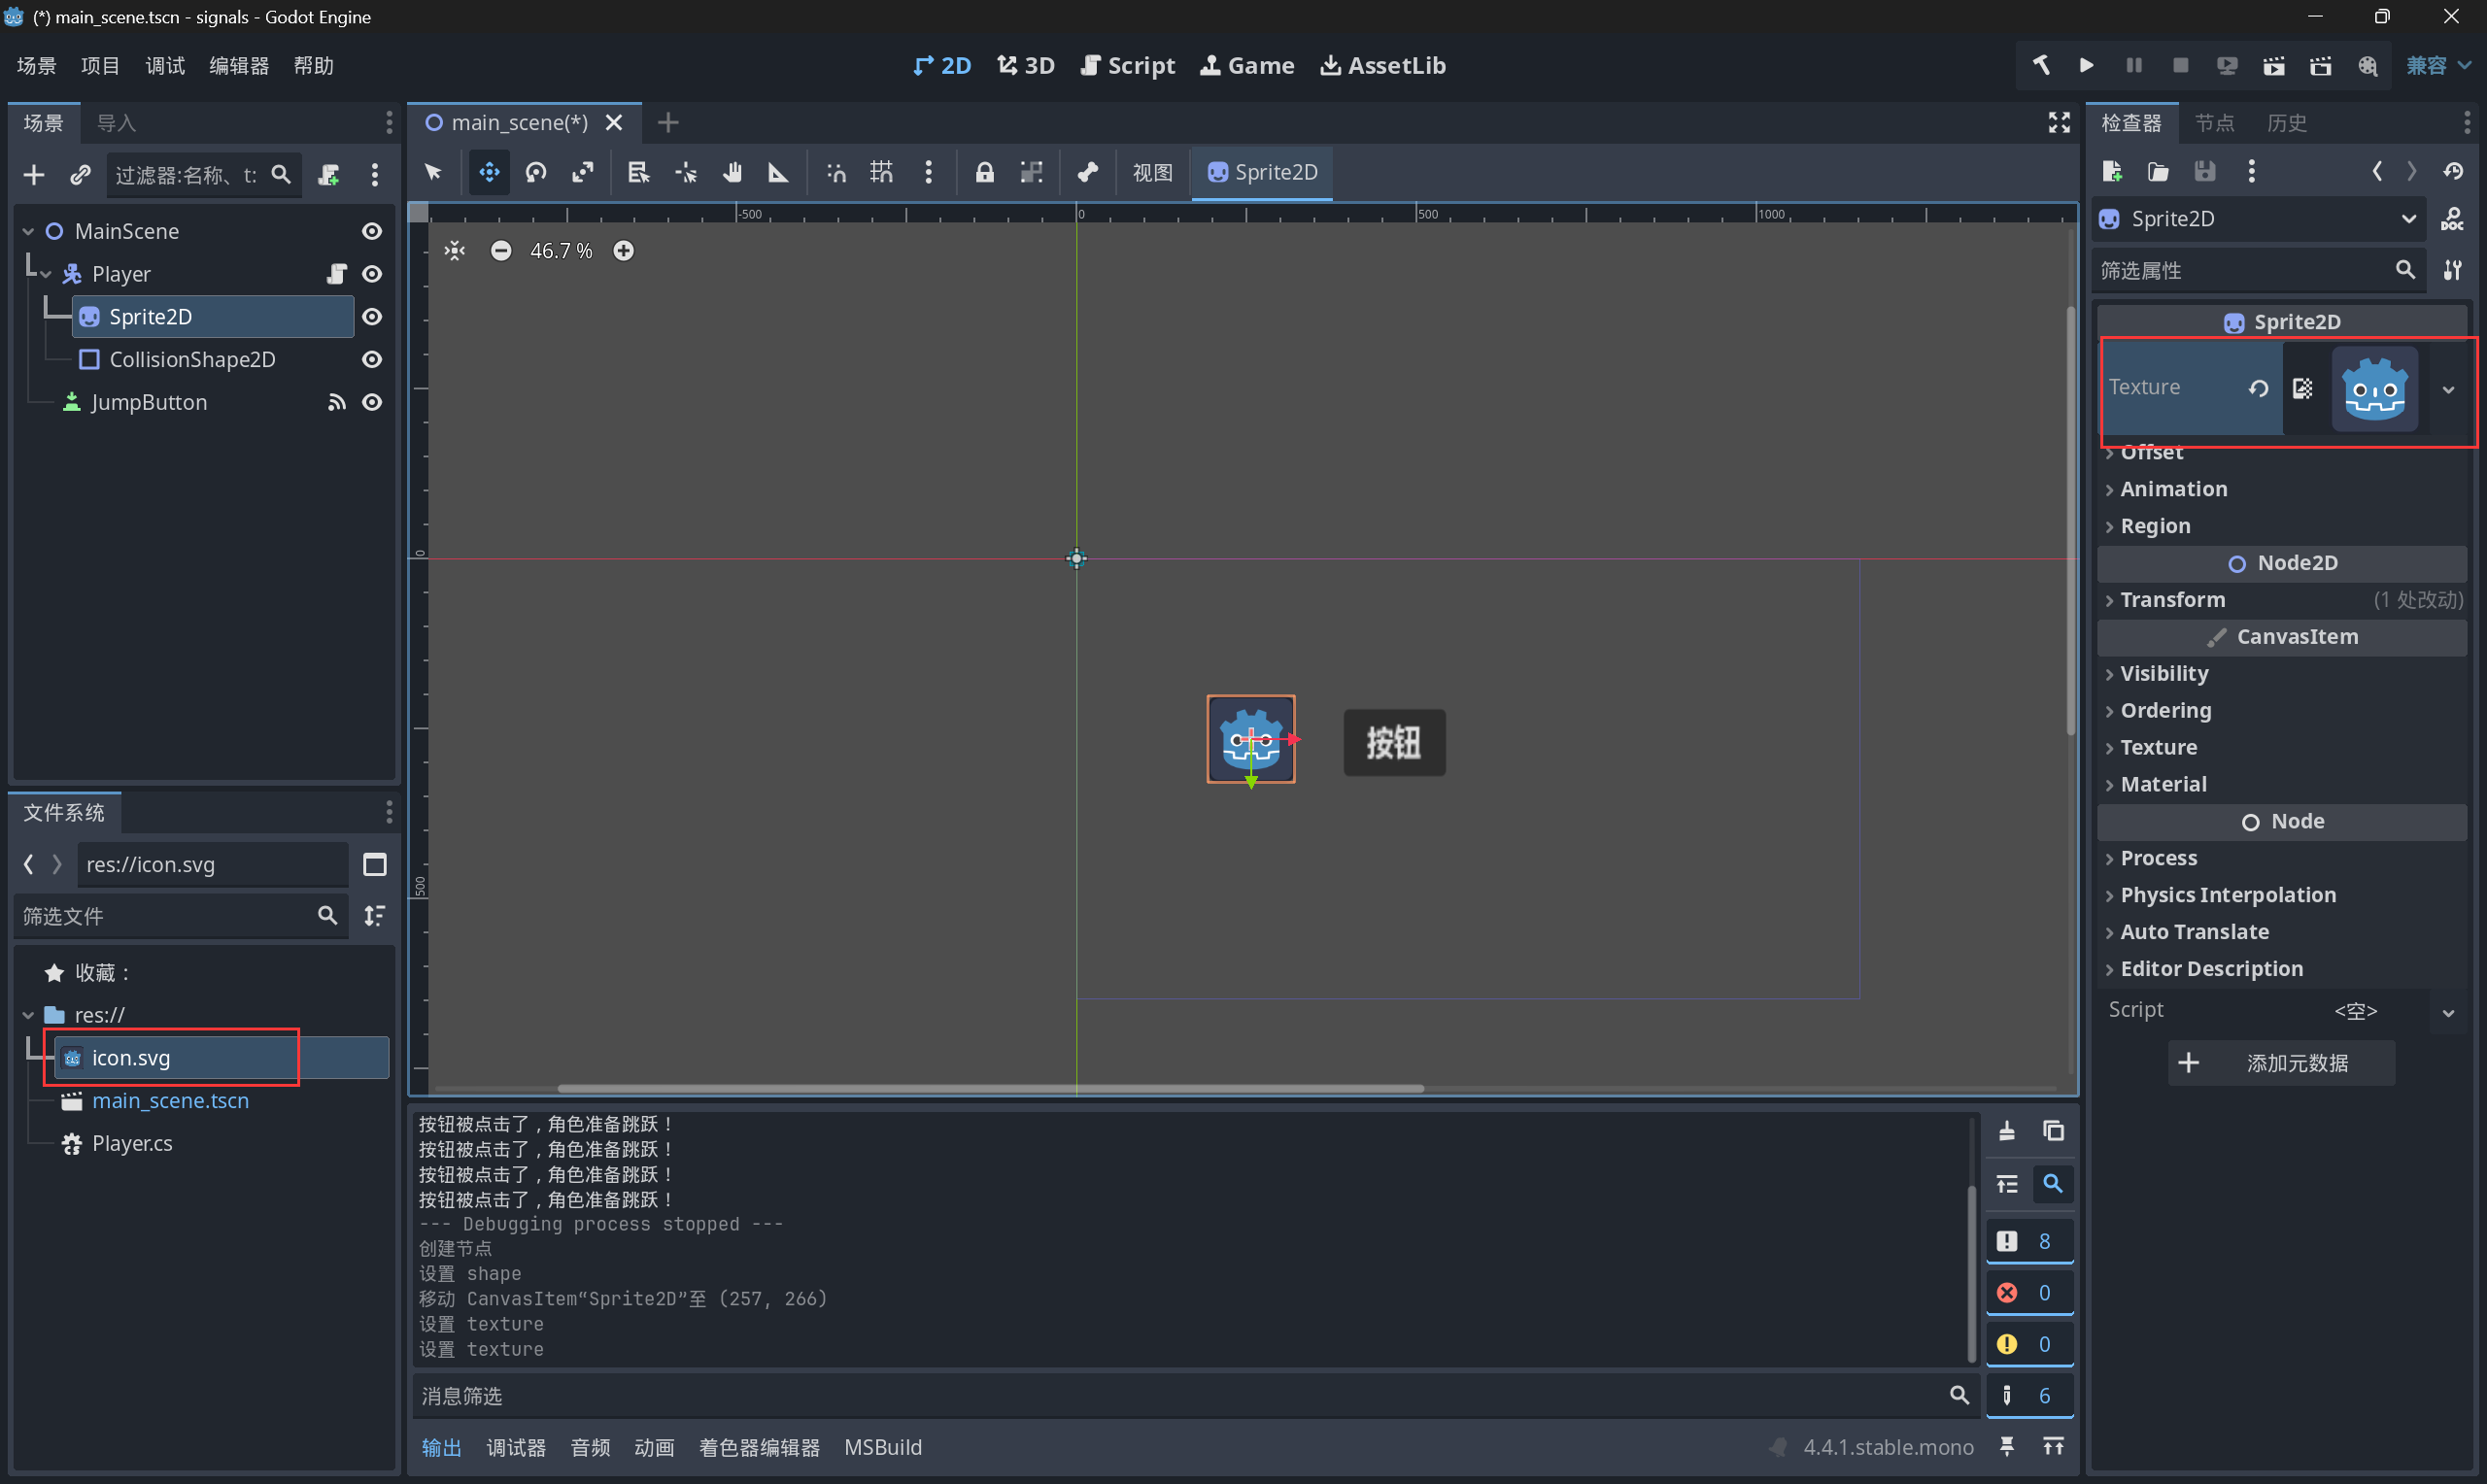 (*) main_scene.tscn - signals - Godot Engine
场景 项目 调试 编辑器 帮助
2D 3D Script Game AssetLib
兼容
场景 导入
过滤器:名称、t:
MainScene
Player
Sprite2D
CollisionShape2D
JumpButton
文件系统
res://icon.svg
筛选文件
收藏：
res://
icon.svg
main_scene.tscn
Player.cs
main_scene(*)
视图 Sprite2D
-500 0 500 1000
46.7 %
0
500
按钮
按钮被点击了，角色准备跳跃！
按钮被点击了，角色准备跳跃！
按钮被点击了，角色准备跳跃！
按钮被点击了，角色准备跳跃！
--- Debugging process stopped ---
创建节点
设置 shape
移动 CanvasItem“Sprite2D”至 (257, 266)
设置 texture
设置 texture
8
0
0
6
消息筛选
输出 调试器 音频 动画 着色器编辑器 MSBuild
4.4.1.stable.mono
检查器 节点 历史
Sprite2D
DOC
筛选属性
Sprite2D
Texture
Offset
Animation
Region
Node2D
Transform (1 处改动)
CanvasItem
Visibility
Ordering
Texture
Material
Node
Process
Physics Interpolation
Auto Translate
Editor Description
Script <空>
添加元数据